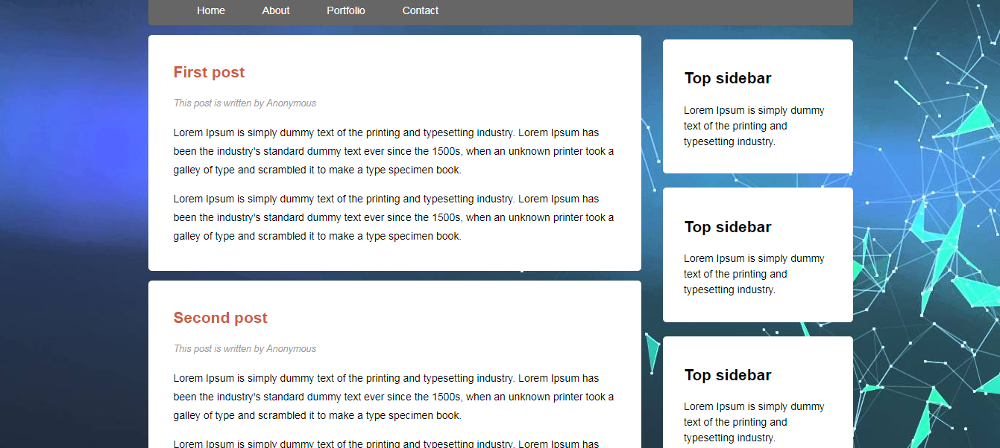 Home About Portfolio Contact
First post
This post is written by Anonymous
Lorem Ipsum is simply dummy text of the printing and typesetting industry. Lorem Ipsum has
been the industry's standard dummy text ever since the 1500s, when an unknown printer took a
galley of type and scrambled it to make a type specimen book.
Lorem Ipsum is simply dummy text of the printing and typesetting industry. Lorem Ipsum has
been the industry's standard dummy text ever since the 1500s, when an unknown printer took a
galley of type and scrambled it to make a type specimen book.
Second post
This post is written by Anonymous
Lorem Ipsum is simply dummy text of the printing and typesetting industry. Lorem Ipsum has
been the industry's standard dummy text ever since the 1500s, when an unknown printer took a
galley of type and scrambled it to make a type specimen book.
Lorem Ipsum is simply dummy text of the printing and typesetting industry. Lorem Ipsum has
Top sidebar
Lorem Ipsum is simply dummy
text of the printing and
typesetting industry.
Top sidebar
Lorem Ipsum is simply dummy
text of the printing and
typesetting industry.
Top sidebar
Lorem Ipsum is simply dummy
text of the printing and
typesetting industry.